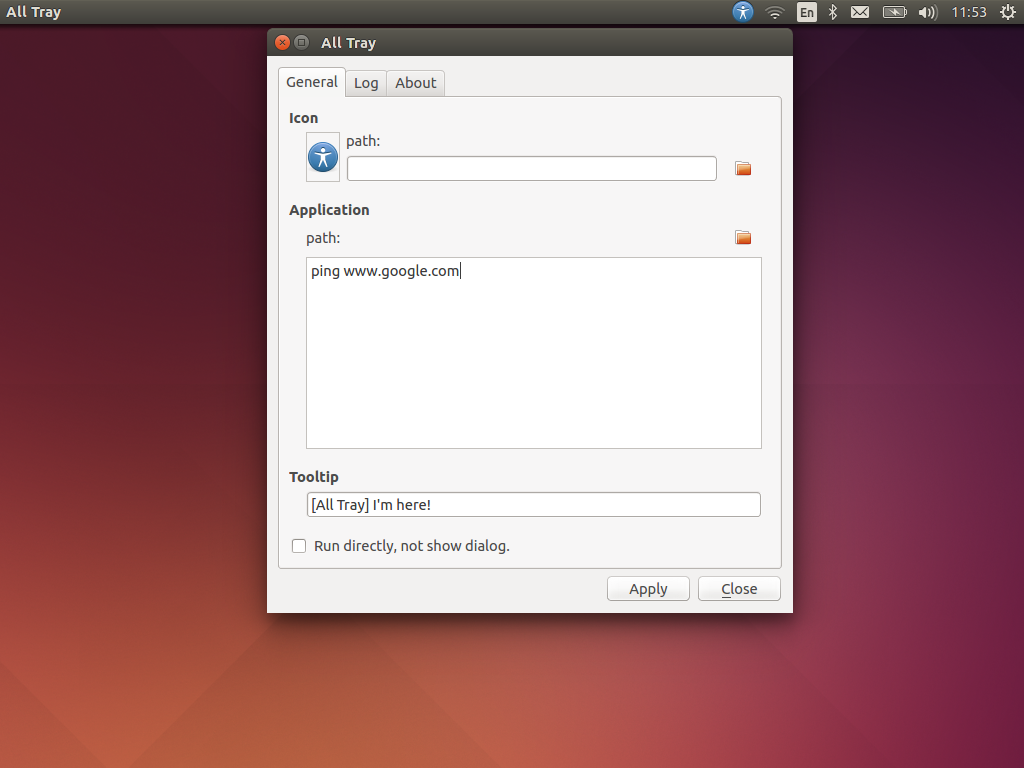 All Tray En 11:53
All Tray
General Log About
Icon
path:
Application
path:
ping www.google.com
Tooltip
[All Tray] I'm here!
Run directly, not show dialog.
Apply Close